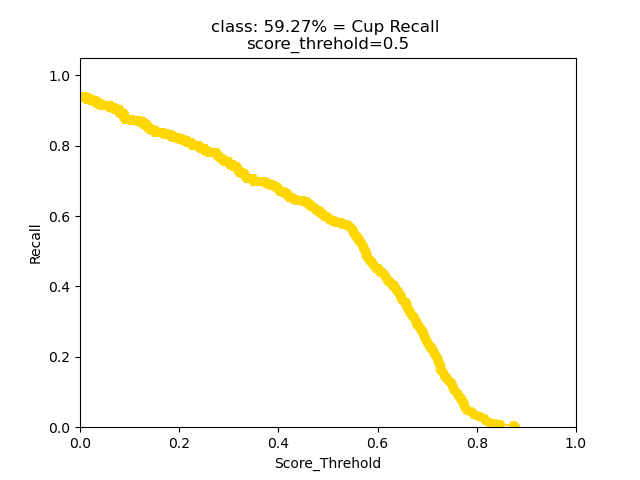 class: 59.27% = Cup Recall
score_threhold=0.5
1.0
0.8
0.6
0.4
0.2
0.0
Recall
0.0 0.2 0.4 0.6 0.8 1.0
Score_Threhold